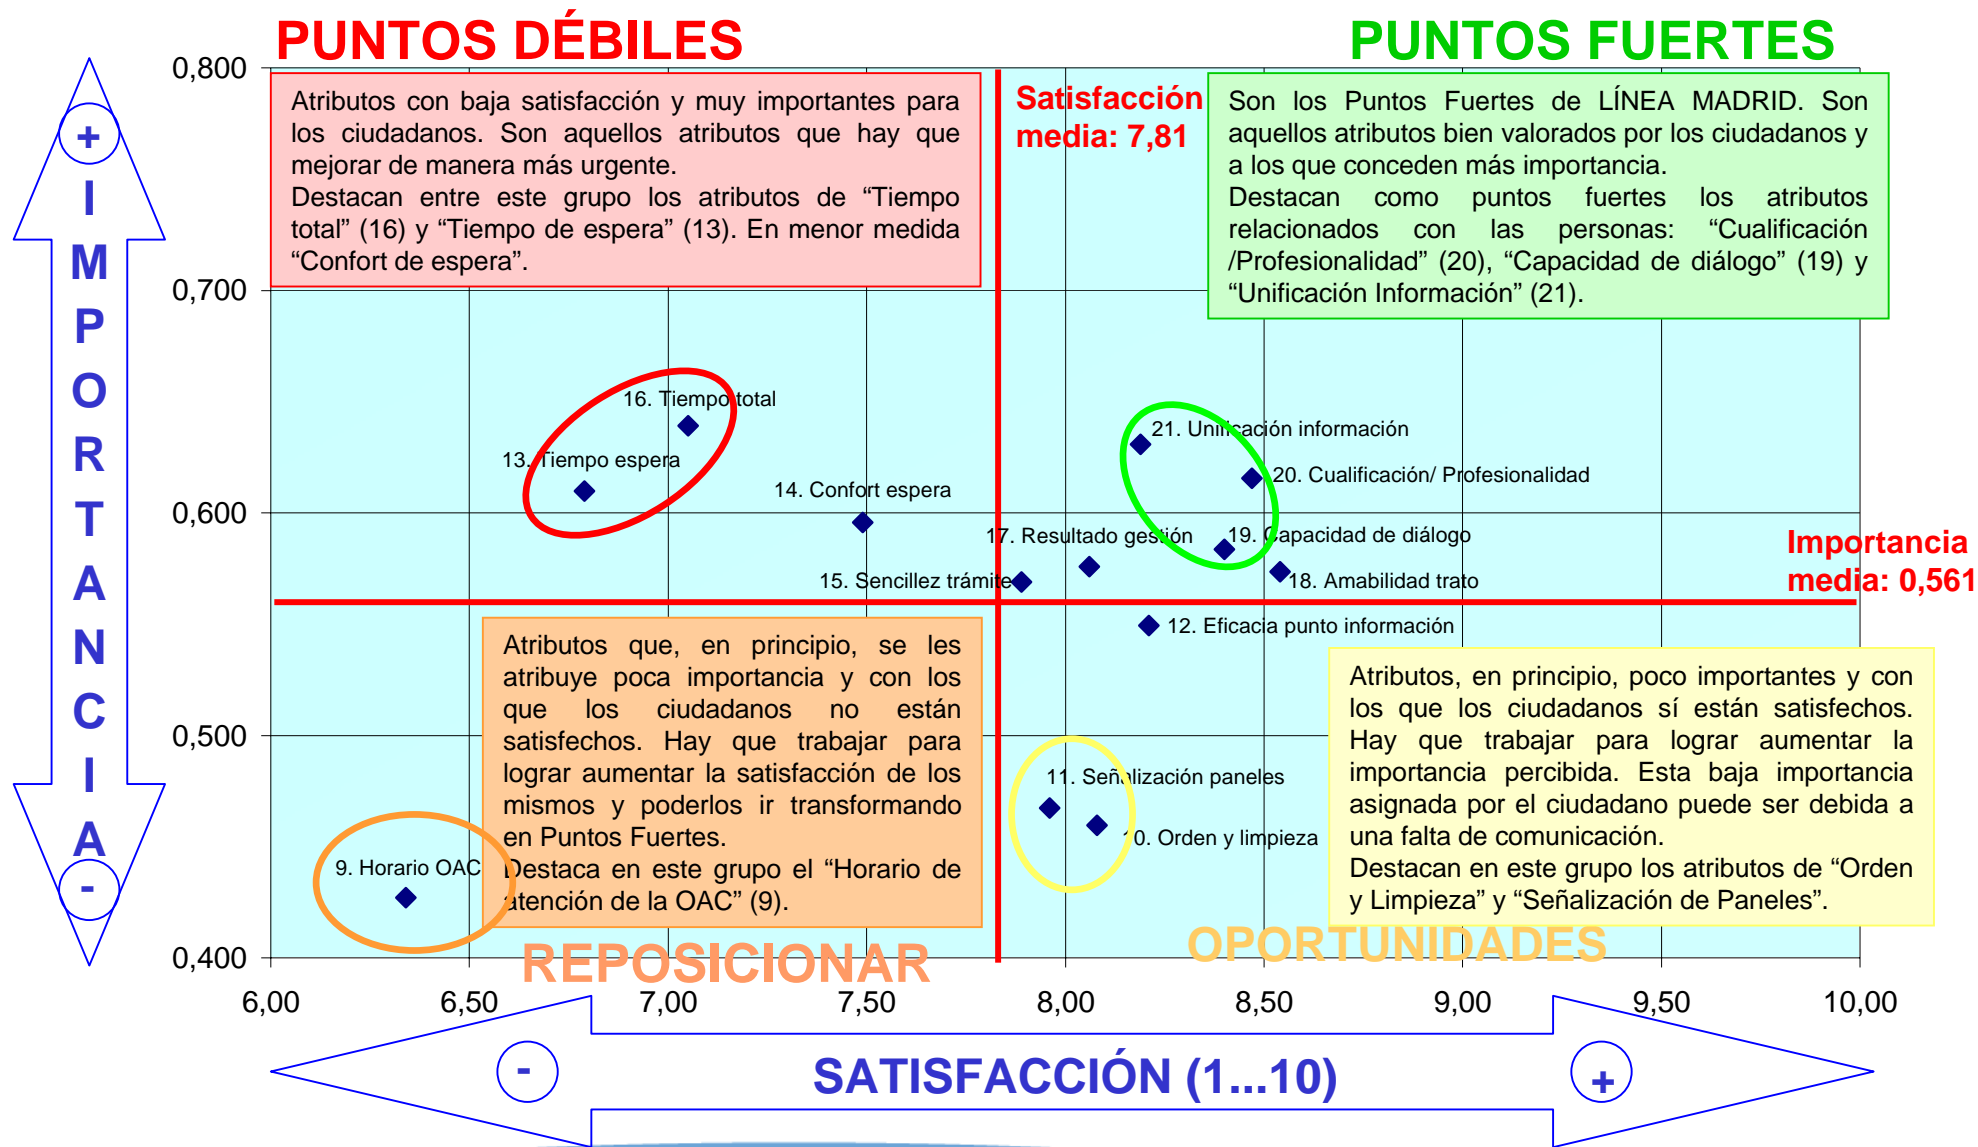 PUNTOS DÉBILES
PUNTOS FUERTES
0,800
0,700
0,600
0,500
0,400
+
I
M
P
O
R
T
A
N
C
I
A
-
Atributos con baja satisfacción y muy importantes para
los ciudadanos. Son aquellos atributos que hay que
mejorar de manera más urgente.
Destacan entre este grupo los atributos de “Tiempo
total” (16) y “Tiempo de espera” (13). En menor medida
“Confort de espera”.
Satisfacción
media: 7,81
Son los Puntos Fuertes de LÍNEA MADRID. Son
aquellos atributos bien valorados por los ciudadanos y
a los que conceden más importancia.
Destacan como puntos fuertes los atributos
relacionados con las personas: “Cualificación
/Profesionalidad” (20), “Capacidad de diálogo” (19) y
“Unificación Información” (21).
16. Tiempo total
13. Tiempo espera
14. Confort espera
21. Unificación información
20. Cualificación/ Profesionalidad
17. Resultado gestión
19. Capacidad de diálogo
15. Sencillez trámite
18. Amabilidad trato
Importancia
media: 0,561
12. Eficacia punto información
Atributos que, en principio, se les
atribuye poca importancia y con los
que los ciudadanos no están
satisfechos. Hay que trabajar para
lograr aumentar la satisfacción de los
mismos y poderlos ir transformando
en Puntos Fuertes.
Destaca en este grupo el “Horario de
atención de la OAC” (9).
Atributos, en principio, poco importantes y con
los que los ciudadanos sí están satisfechos.
Hay que trabajar para lograr aumentar la
importancia percibida. Esta baja importancia
asignada por el ciudadano puede ser debida a
una falta de comunicación.
Destacan en este grupo los atributos de “Orden
y Limpieza” y “Señalización de Paneles”.
11. Señalización paneles
10. Orden y limpieza
9. Horario OAC
REPOSICIONAR
OPORTUNIDADES
6,00 6,50 7,00 7,50 8,00 8,50 9,00 9,50 10,00
- SATISFACCIÓN (1...10) +